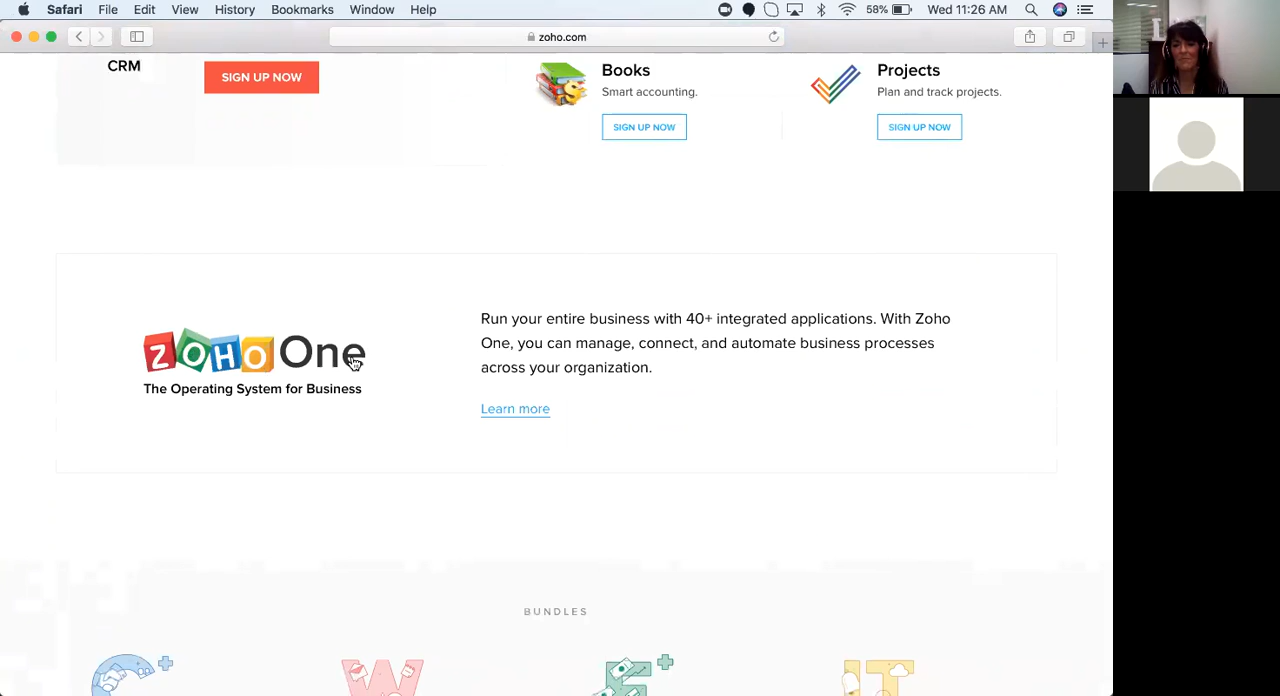 Safari File Edit View History Bookmarks Window Help 58% Wed 11:26 AM
zoho.com
CRM
SIGN UP NOW
Books
Smart accounting.
SIGN UP NOW
Projects
Plan and track projects.
SIGN UP NOW
ZOHO One
The Operating System for Business
Run your entire business with 40+ integrated applications. With Zoho
One, you can manage, connect, and automate business processes
across your organization.
Learn more
BUNDLES
C+
W
F+
IT